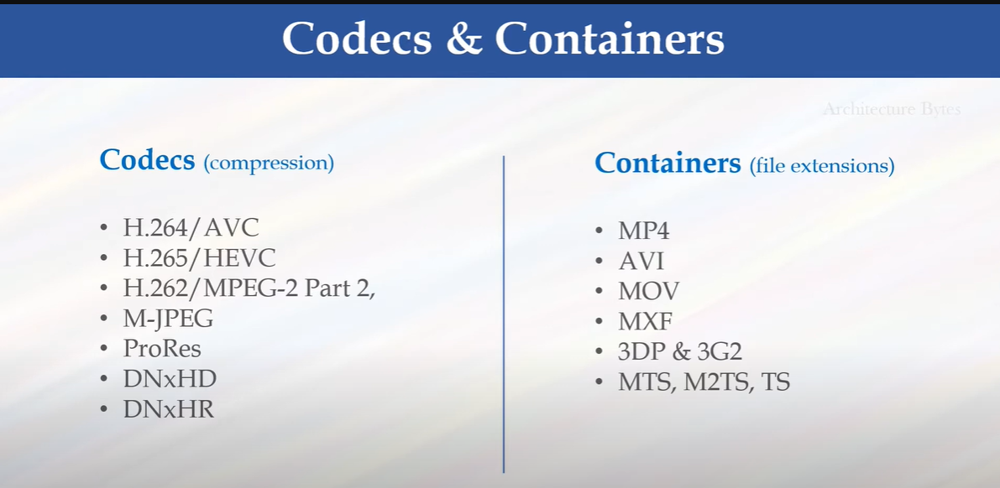 Codecs & Containers
Architecture Bytes
Codecs (compression)
• H.264/AVC
• H.265/HEVC
• H.262/MPEG-2 Part 2,
• M-JPEG
• ProRes
• DNxHD
• DNxHR
Containers (file extensions)
• MP4
• AVI
• MOV
• MXF
• 3DP & 3G2
• MTS, M2TS, TS